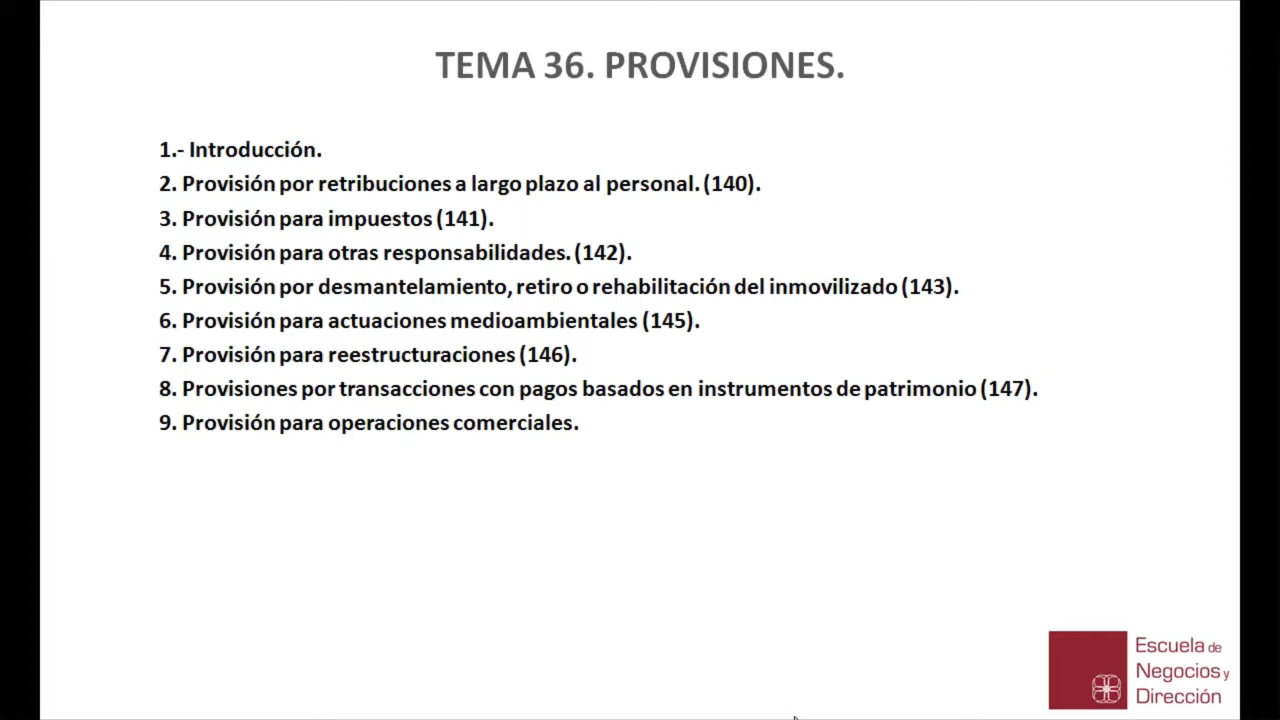 TEMA 36. PROVISIONES.
1.- Introducción.
2. Provisión por retribuciones a largo plazo al personal. (140).
3. Provisión para impuestos (141).
4. Provisión para otras responsabilidades. (142).
5. Provisión por desmantelamiento, retiro o rehabilitación del inmovilizado (143).
6. Provisión para actuaciones medioambientales (145).
7. Provisión para reestructuraciones (146).
8. Provisiones por transacciones con pagos basados en instrumentos de patrimonio (147).
9. Provisión para operaciones comerciales.
Escuela de
Negocios y
Dirección